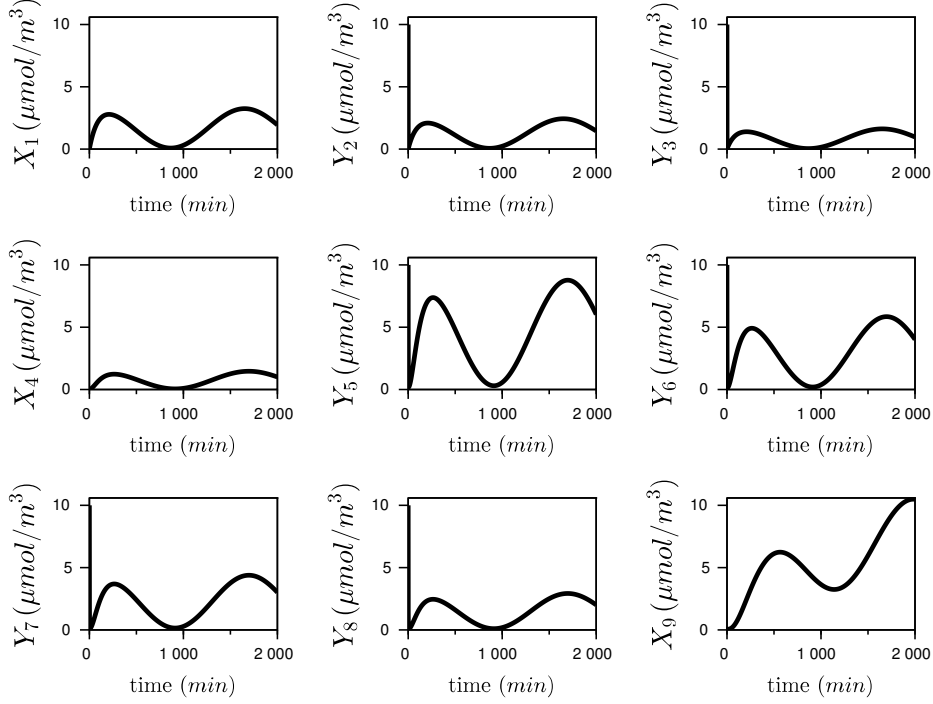 X₁ (μmol/m³)
10
5
0
0 1 000 2 000
time (min)
Y₂ (μmol/m³)
10
5
0
0 1 000 2 000
time (min)
Y₃ (μmol/m³)
10
5
0
0 1 000 2 000
time (min)
X₄ (μmol/m³)
10
5
0
0 1 000 2 000
time (min)
Y₅ (μmol/m³)
10
5
0
0 1 000 2 000
time (min)
Y₆ (μmol/m³)
10
5
0
0 1 000 2 000
time (min)
Y₇ (μmol/m³)
10
5
0
0 1 000 2 000
time (min)
Y₈ (μmol/m³)
10
5
0
0 1 000 2 000
time (min)
X₉ (μmol/m³)
10
5
0
0 1 000 2 000
time (min)